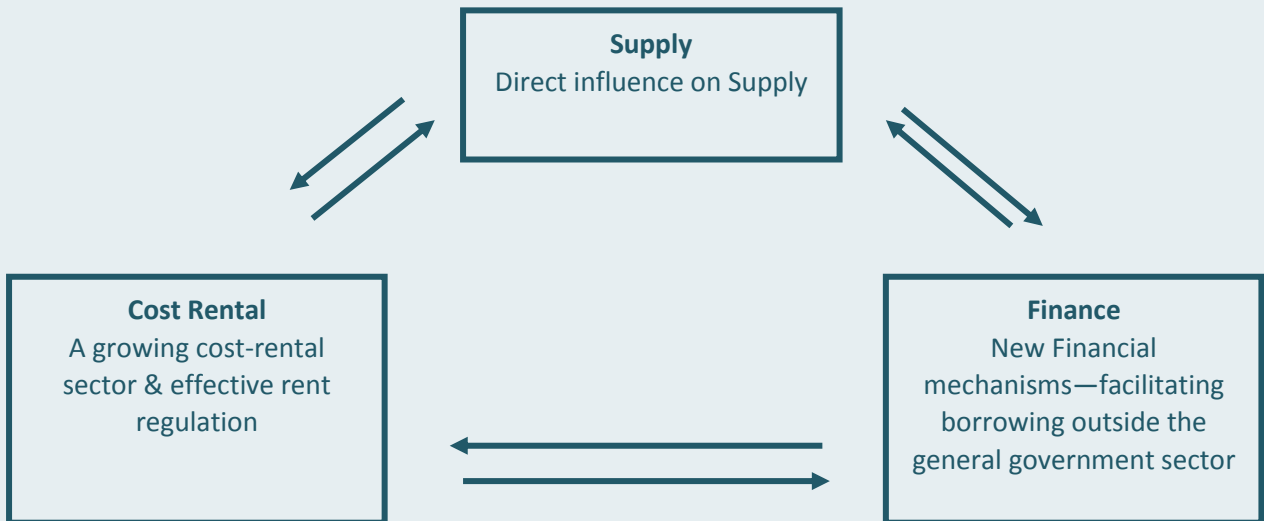 Supply
Direct influence on Supply
Cost Rental
A growing cost-rental
sector & effective rent
regulation
Finance
New Financial
mechanisms—facilitating
borrowing outside the
general government sector